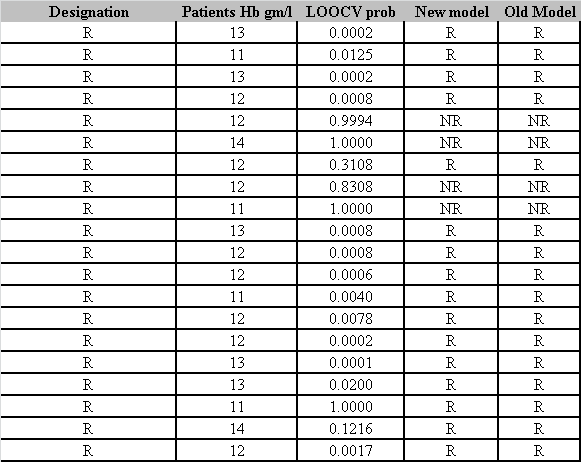 Designation Patients Hb gm/l LOOCV prob New model Old Model
R 13 0.0002 R R
R 11 0.0125 R R
R 13 0.0002 R R
R 12 0.0008 R R
R 12 0.9994 NR NR
R 14 1.0000 NR NR
R 12 0.3108 R R
R 12 0.8308 NR NR
R 11 1.0000 NR NR
R 13 0.0008 R R
R 12 0.0008 R R
R 12 0.0006 R R
R 11 0.0040 R R
R 12 0.0078 R R
R 12 0.0002 R R
R 13 0.0001 R R
R 13 0.0200 R R
R 11 1.0000 R R
R 14 0.1216 R R
R 12 0.0017 R R